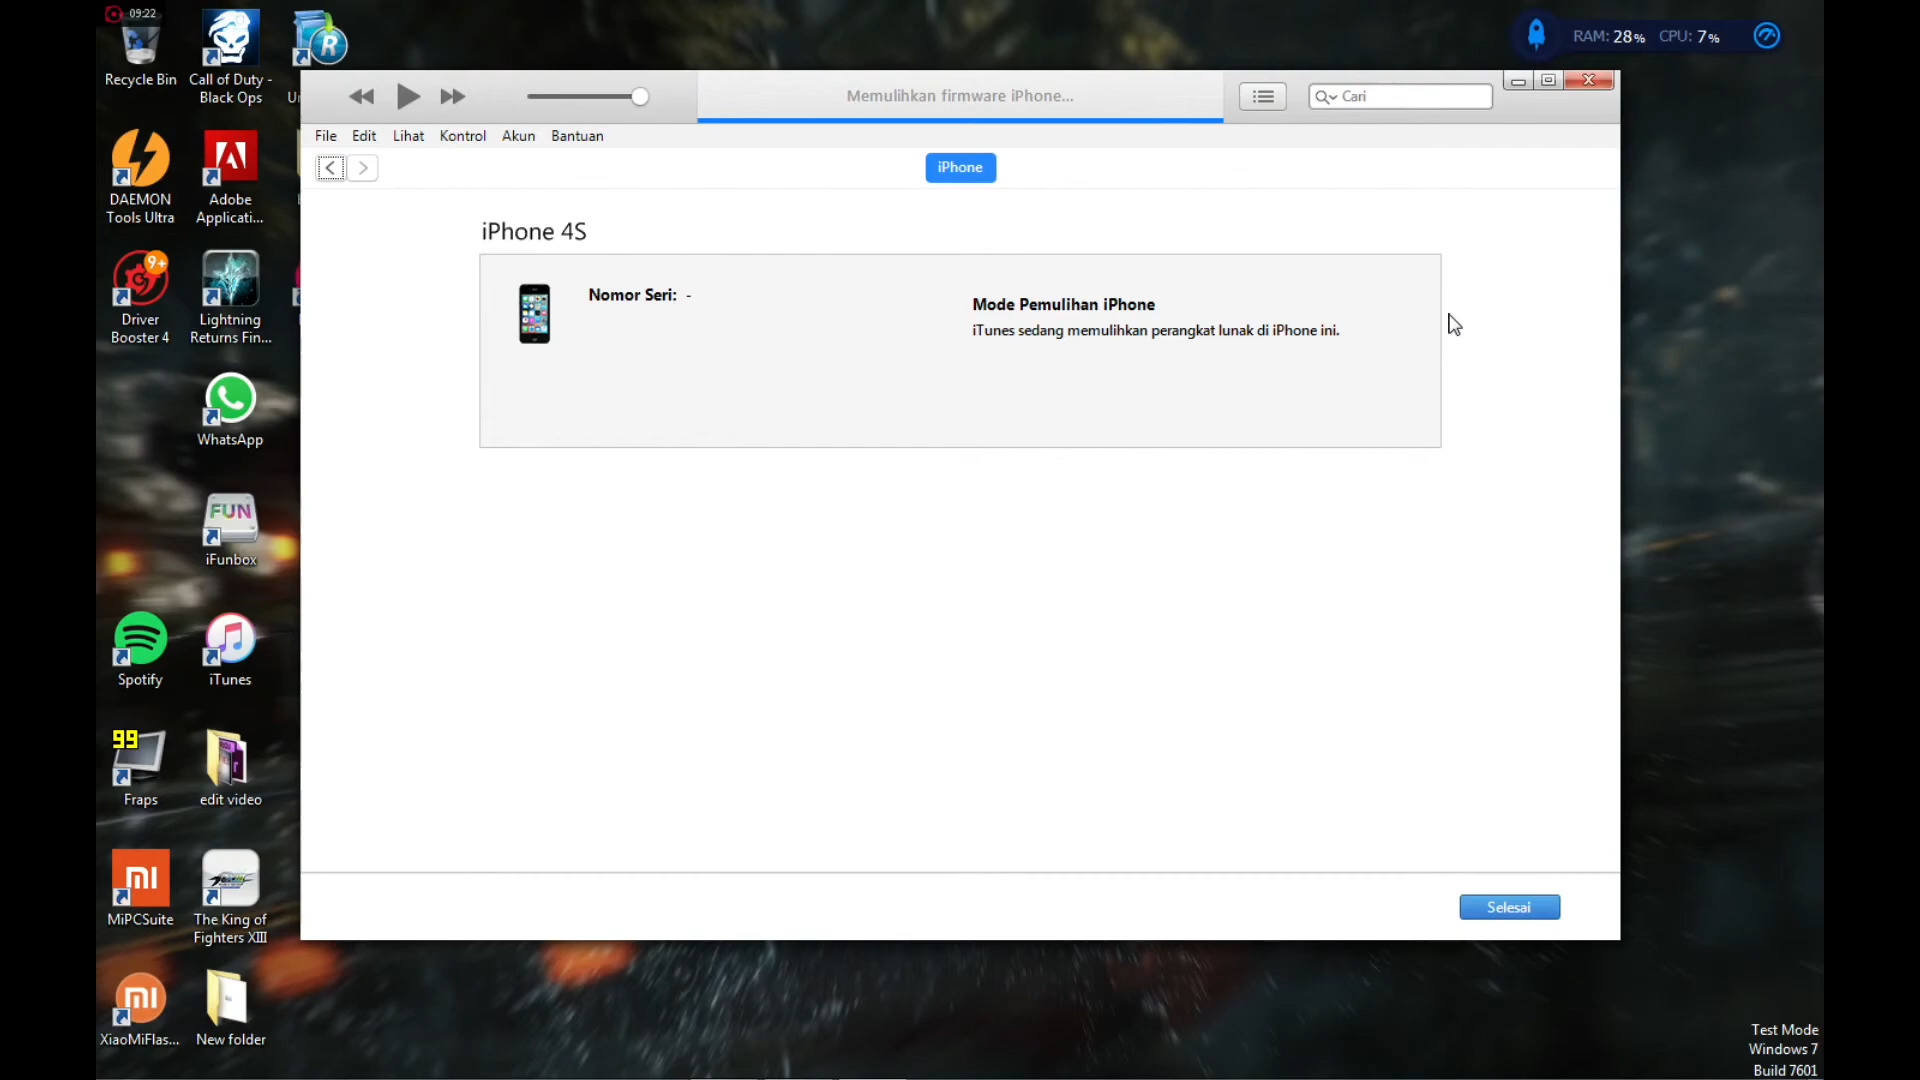 09:22
Recycle Bin
Call of Duty -
Black Ops
R
RAM: 28% CPU: 7%
Memulihkan firmware iPhone...
Cari
File Edit Lihat Kontrol Akun Bantuan
< >
iPhone
DAEMON
Tools Ultra
Adobe
Applicati...
iPhone 4S
Nomor Seri: -
Mode Pemulihan iPhone
iTunes sedang memulihkan perangkat lunak di iPhone ini.
9+
Driver
Booster 4
Lightning
Returns Fin...
WhatsApp
FUN
iFunbox
Spotify
iTunes
99
Fraps
edit video
MI
MiPCSuite
The King of
Fighters XIII
Selesai
MI
XiaoMiFlas...
New folder
Test Mode
Windows 7
Build 7601